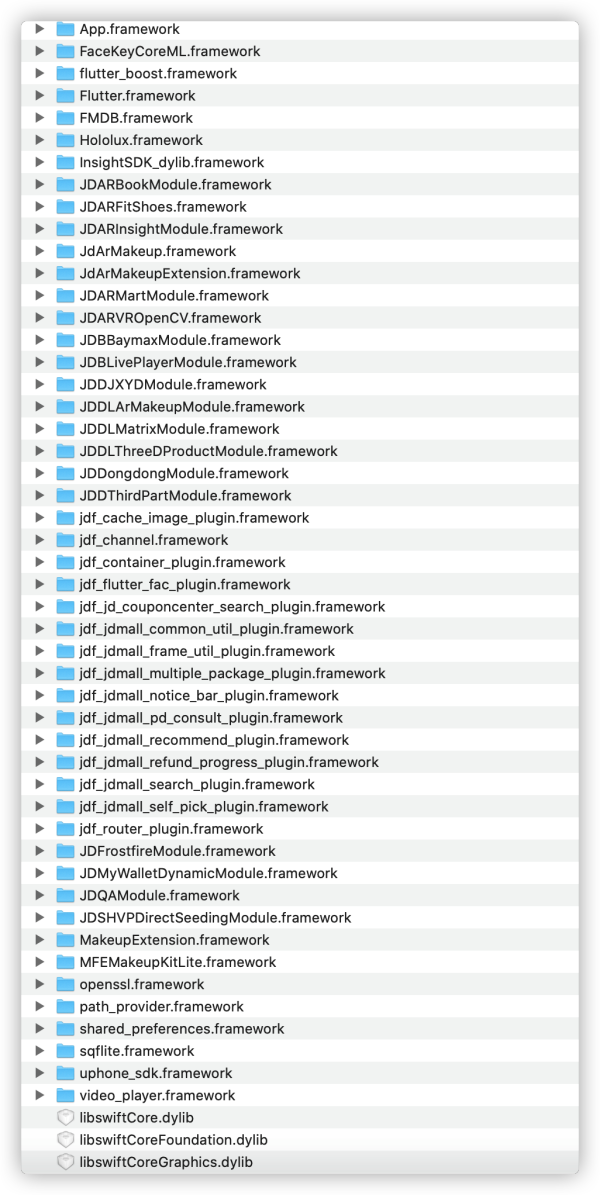 App.framework
FaceKeyCoreML.framework
flutter_boost.framework
Flutter.framework
FMDB.framework
Hololux.framework
InsightSDK_dylib.framework
JDARBookModule.framework
JDARFitShoes.framework
JDARInsightModule.framework
JdArMakeup.framework
JdArMakeupExtension.framework
JDARMartModule.framework
JDARVROpenCV.framework
JDBBaymaxModule.framework
JDBLivePlayerModule.framework
JDDJXYDModule.framework
JDDLArMakeupModule.framework
JDDLMatrixModule.framework
JDDLThreeDProductModule.framework
JDDongdongModule.framework
JDDThirdPartModule.framework
jdf_cache_image_plugin.framework
jdf_channel.framework
jdf_container_plugin.framework
jdf_flutter_fac_plugin.framework
jdf_jd_couponcenter_search_plugin.framework
jdf_jdmall_common_util_plugin.framework
jdf_jdmall_frame_util_plugin.framework
jdf_jdmall_multiple_package_plugin.framework
jdf_jdmall_notice_bar_plugin.framework
jdf_jdmall_pd_consult_plugin.framework
jdf_jdmall_recommend_plugin.framework
jdf_jdmall_refund_progress_plugin.framework
jdf_jdmall_search_plugin.framework
jdf_jdmall_self_pick_plugin.framework
jdf_router_plugin.framework
JDFrostfireModule.framework
JDMyWalletDynamicModule.framework
JDQAModule.framework
JDSHVPDirectSeedingModule.framework
MakeupExtension.framework
MFEMakeupKitLite.framework
openssl.framework
path_provider.framework
shared_preferences.framework
sqflite.framework
uphone_sdk.framework
video_player.framework
libswiftCore.dylib
libswiftCoreFoundation.dylib
libswiftCoreGraphics.dylib